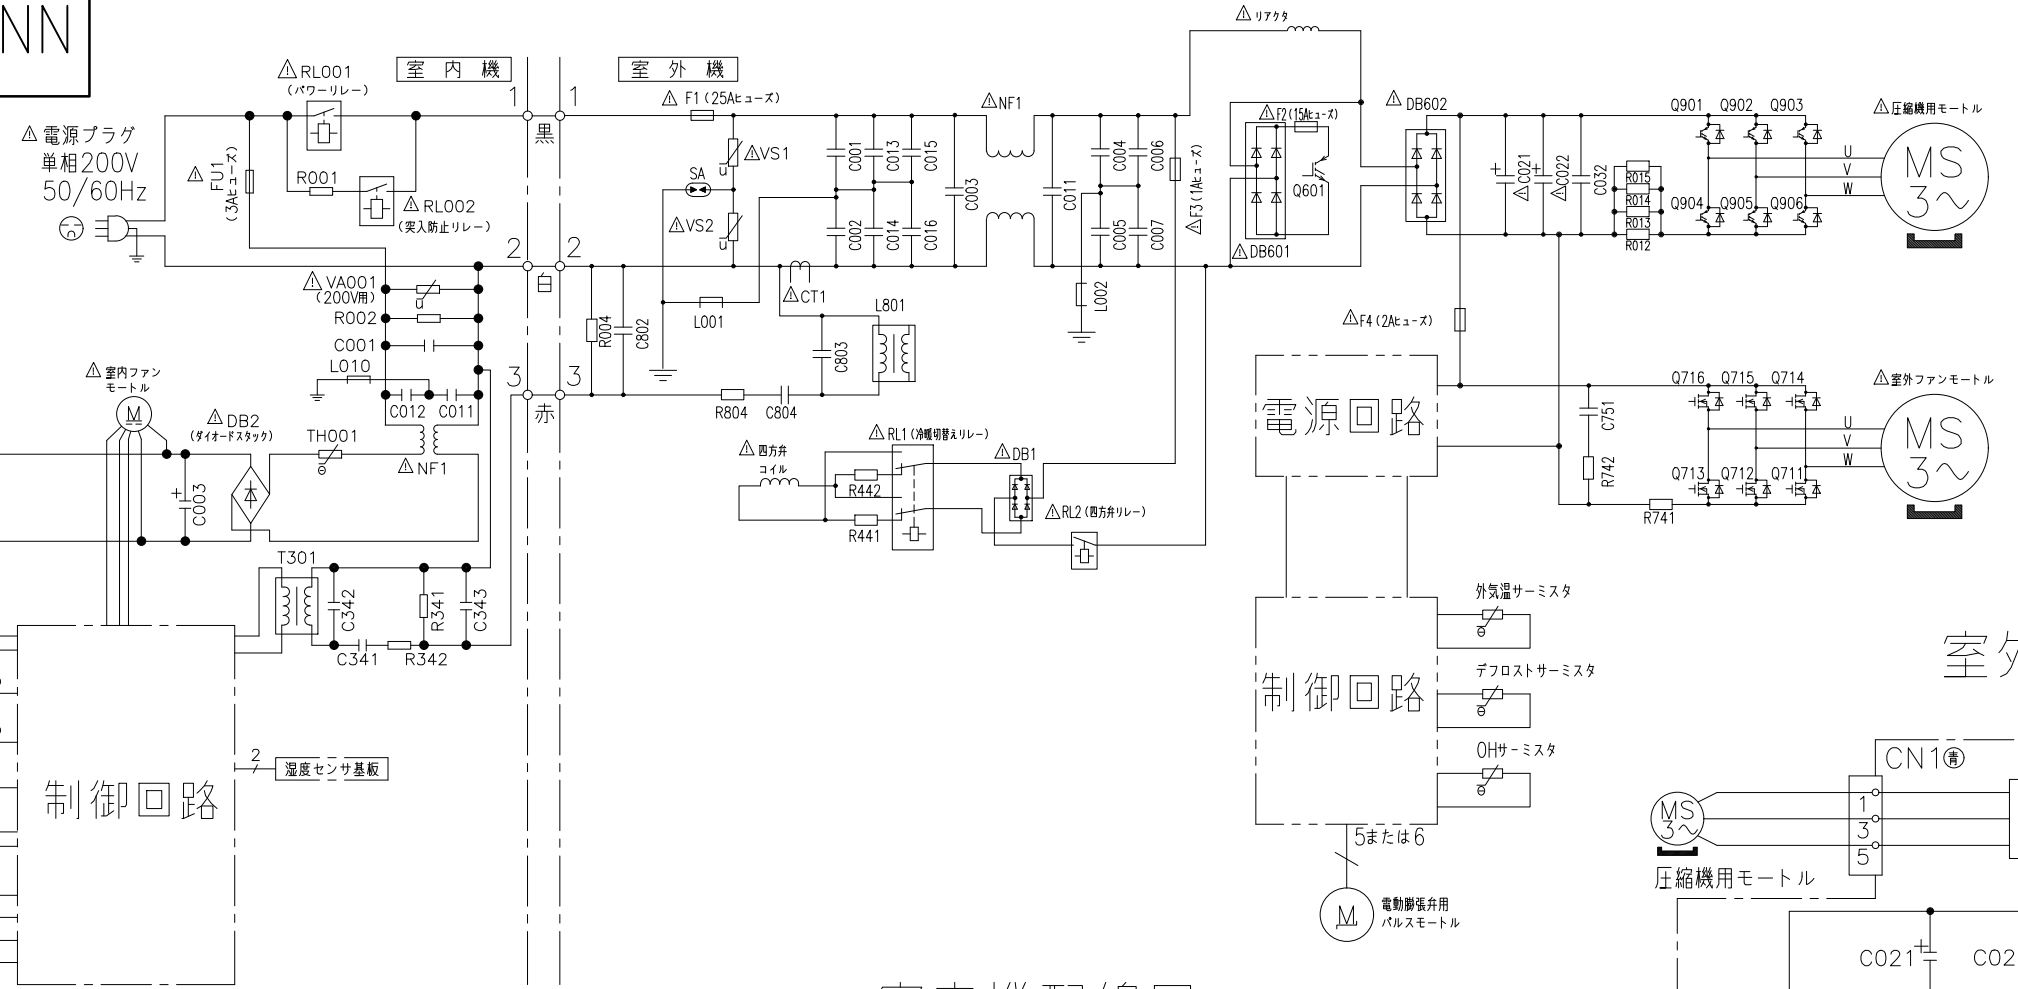 NN
電源プラグ
単相200V
50/60Hz
RL001
(パワーリレー)
FU1
(3Aヒューズ)
R001
RL002
(突入防止リレー)
VA001
(200V用)
R002
C001
L010
C012
C011
NF1
室内ファン
モートル
M
DB2
(ダイオードスタック)
TH001
θ
C003
T301
C342
R341
C343
C341
R342
制御回路
2
湿度センサ基板
室内機
室外機
1
1
黒
2
2
白
3
3
赤
F1(25Aヒューズ)
SA
VS1
u
VS2
u
L001
R004
C802
CT1
C803
L801
R804
C804
C001
C013
C015
C002
C014
C016
C003
NF1
C011
C004
C006
C005
C007
L002
F3(1Aヒューズ)
リアクタ
F2(15Aヒューズ)
Q601
DB601
DB602
C021
C022
C032
R015
R014
R013
R012
Q901
Q902
Q903
Q904
Q905
Q906
圧縮機用モートル
U
V
W
MS
3~
F4(2Aヒューズ)
電源回路
C751
R742
R741
Q716
Q715
Q714
Q713
Q712
Q711
室外ファンモートル
U
V
W
MS
3~
四方弁
コイル
R442
R441
RL1(冷暖切替えリレー)
DB1
RL2(四方弁リレー)
制御回路
外気温サーミスタ
θ
デフロストサーミスタ
θ
OHサーミスタ
θ
5または6
M
電動膨張弁用
パルスモートル
室外
CN1青
1
3
5
MS
3~
圧縮機用モートル
C021
C02